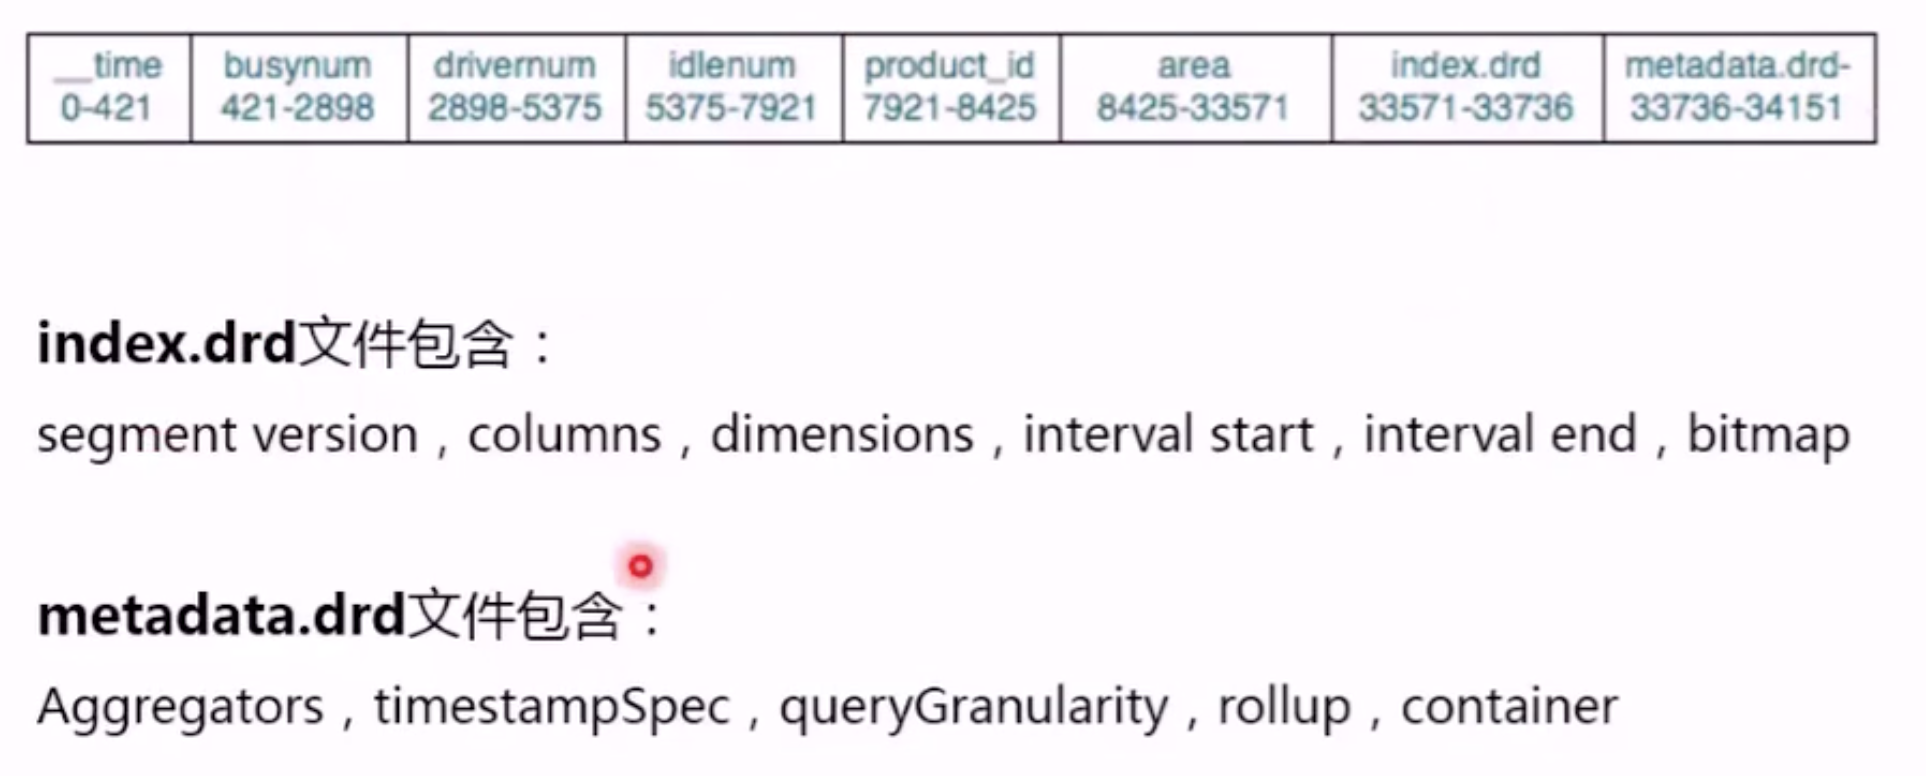 __time busynum drivernum idlenum product_id area index.drd metadata.drd-
0-421 421-2898 2898-5375 5375-7921 7921-8425 8425-33571 33571-33736 33736-34151
index.drd文件包含：
segment version , columns , dimensions , interval start , interval end , bitmap
metadata.drd文件包含：
Aggregators , timestampSpec , queryGranularity , rollup , container